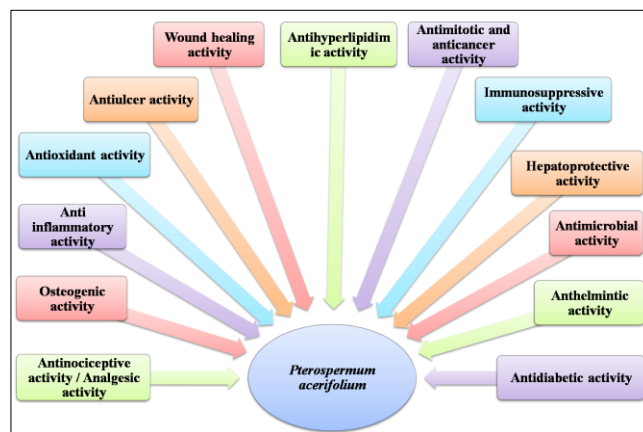 Wound healing
activity
Antihyperlipidim
ic activity
Antimitotic and
anticancer
activity
Antiulcer activity
Immunosuppressive
activity
Antioxidant activity
Hepatoprotective
activity
Anti
inflammatory
activity
Antimicrobial
activity
Osteogenic
activity
Anthelmintic
activity
Antinociceptive
activity / Analgesic
activity
Pterospermum
acerifolium
Antidiabetic activity